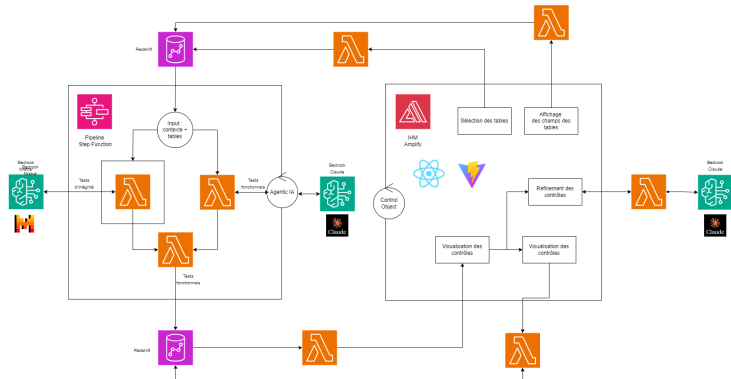 Redshift
Pipeline
Step Function
Input :
contexte +
tables
IHM
Amplify
Sélection des tables
Affichage
des champs des
tables
Bedrock
Bedrock
Mistral
Tests
d'intégrité
Tests
fonctionnels
Agentic IA
Bedrock
Claude
Claude
Control
Object
Refinement des
contrôles
Bedrock
Claude
Claude
Visualisation des
contrôles
Visualisation des
contrôles
Tests
fonctionnels
Redshift